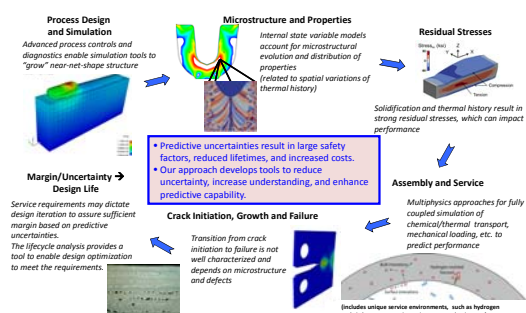 Process Design
and Simulation
Advanced process controls and
diagnostics enable simulation tools to
"grow" near-net-shape structure
Microstructure and Properties
Internal state variable models
account for microstructural
evolution and distribution of
properties
(related to spatial variations of
thermal history)
Residual Stresses
Compression
Tension
Solidification and thermal history result in
strong residual stresses, which can impact
performance
• Predictive uncertainties result in large safety
factors, reduced lifetimes, and increased costs.
• Our approach develops tools to reduce
uncertainty, increase understanding, and enhance
predictive capability.
Margin/Uncertainty →
Design Life
Service requirements may dictate
design iteration to assure sufficient
margin based on predictive
uncertainties.
The lifecycle analysis provides a
tool to enable design optimization
to meet the requirements.
Crack Initiation, Growth and Failure
Transition from crack
initiation to failure is not
well characterized and
depends on microstructure
and defects
Assembly and Service
Multiphysics approaches for fully
coupled simulation of
chemical/thermal transport,
mechanical loading, etc. to
predict performance
(includes unique service environments, such as hydrogen